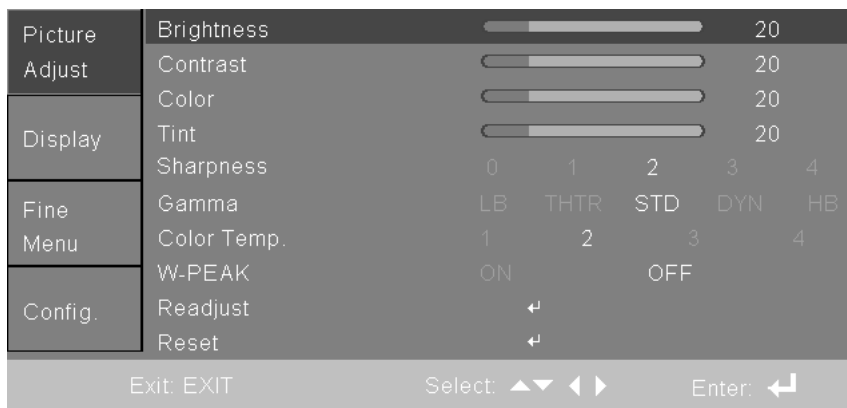 Picture
Adjust
Display
Fine
Menu
Config.
Brightness 20
Contrast 20
Color 20
Tint 20
Sharpness 0 1 2 3 4
Gamma LB THTR STD DYN HB
Color Temp. 1 2 3 4
W-PEAK ON OFF
Readjust
Reset
Exit: EXIT Select: Enter: